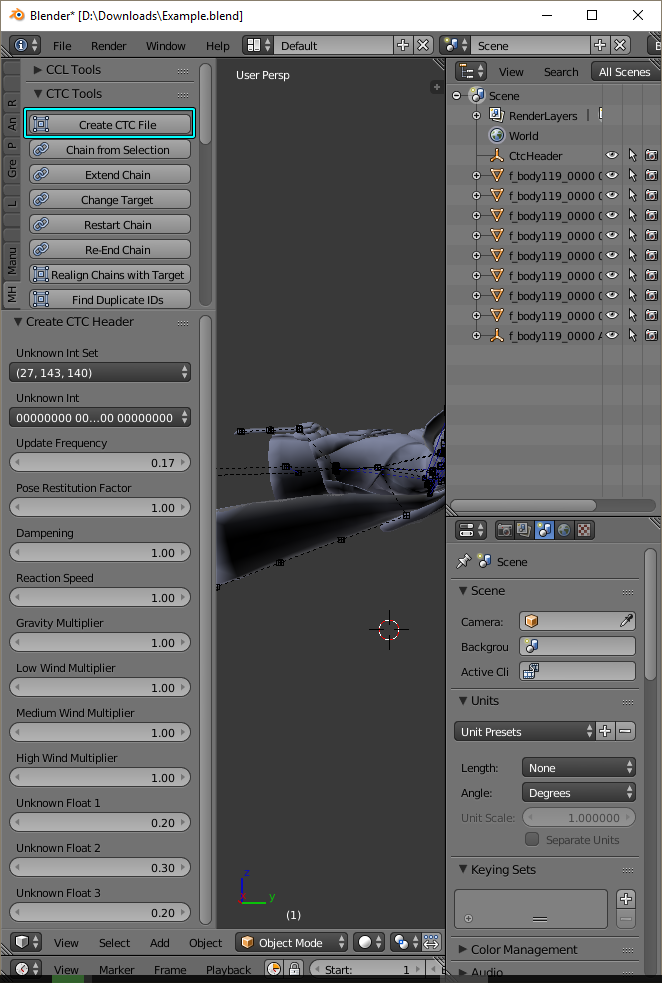 Blender* [D:\Downloads\Example.blend]
File Render Window Help Default Scene
CCL Tools
CTC Tools
Create CTC File
Chain from Selection
Extend Chain
Change Target
Restart Chain
Re-End Chain
Realign Chains with Target
Find Duplicate IDs
R
An
P
Gre
L
Manu
MH
Create CTC Header
Unknown Int Set
(27, 143, 140)
Unknown Int
00000000 00...00 00000000
Update Frequency
0.17
Pose Restitution Factor
1.00
Dampening
1.00
Reaction Speed
1.00
Gravity Multiplier
1.00
Low Wind Multiplier
1.00
Medium Wind Multiplier
1.00
High Wind Multiplier
1.00
Unknown Float 1
0.20
Unknown Float 2
0.30
Unknown Float 3
0.20
User Persp
z
y
(1)
View Select Add Object Object Mode
View Marker Frame Playback Start: 1
View Search All Scenes
Scene
RenderLayers
World
CtcHeader
f_body119_0000
f_body119_0000
f_body119_0000
f_body119_0000
f_body119_0000
f_body119_0000
f_body119_0000
f_body119_0000
f_body119_0000
Scene
Scene
Camera:
Backgrou
Active Cli
Units
Unit Presets
Length: None
Angle: Degrees
Unit Scale: 1.000000
Separate Units
Keying Sets
Color Management
Audio